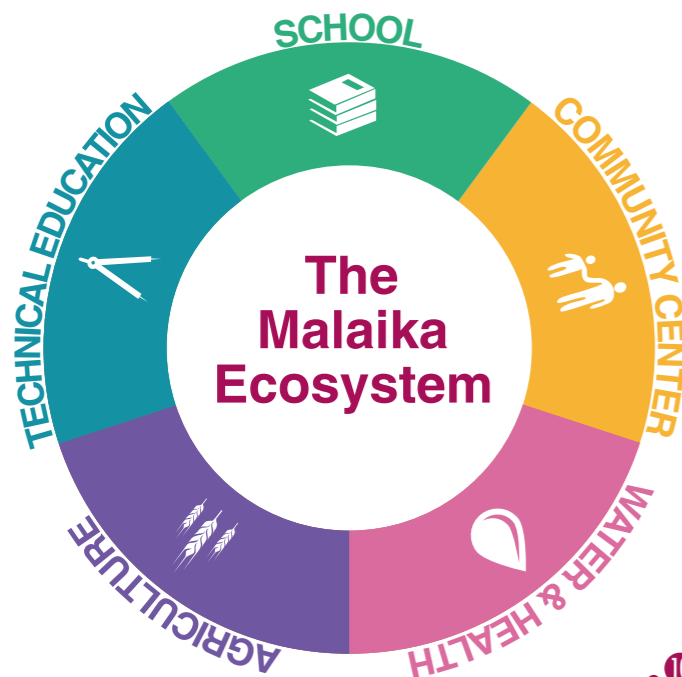 SCHOOL
COMMUNITY CENTER
WATER & HEALTH
AGRICULTURE
TECHNICAL EDUCATION
The
Malaika
Ecosystem